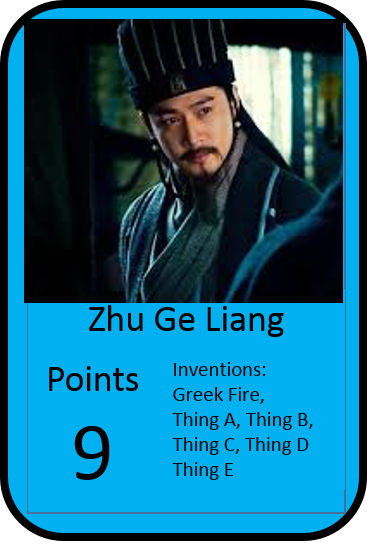 Zhu Ge Liang
Points
9
Inventions:
Greek Fire,
Thing A, Thing B,
Thing C, Thing D
Thing E